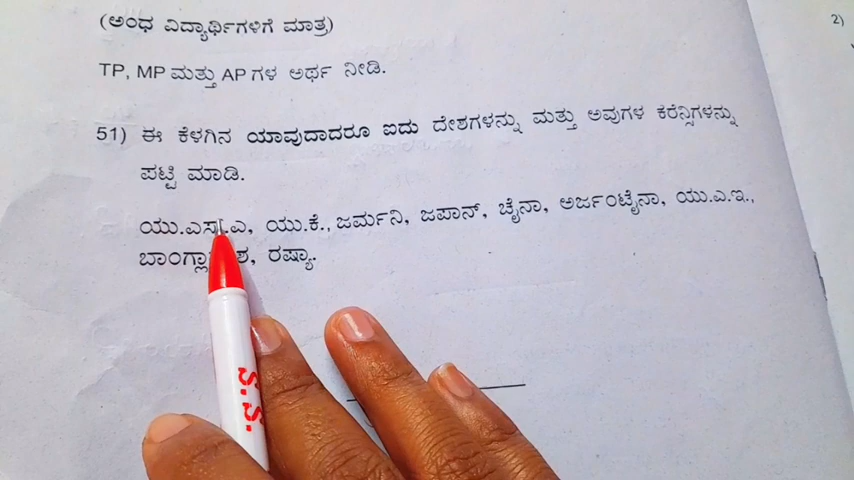 (ಅಂಧ ವಿದ್ಯಾರ್ಥಿಗಳಿಗೆ ಮಾತ್ರ)
TP, MP ಮತ್ತು AP ಗಳ ಅರ್ಥ ನೀಡಿ.
51) ಈ ಕೆಳಗಿನ ಯಾವುದಾದರೂ ಐದು ದೇಶಗಳನ್ನು ಮತ್ತು ಅವುಗಳ ಕರೆನ್ಸಿಗಳನ್ನು
ಪಟ್ಟಿ ಮಾಡಿ.
ಯು.ಎಸ್.ಎ, ಯು.ಕೆ., ಜರ್ಮನಿ, ಜಪಾನ್, ಚೈನಾ, ಅರ್ಜಂಟೈನಾ, ಯು.ಎ.ಇ.,
ರಷ್ಯಾ.
S.S.
2)